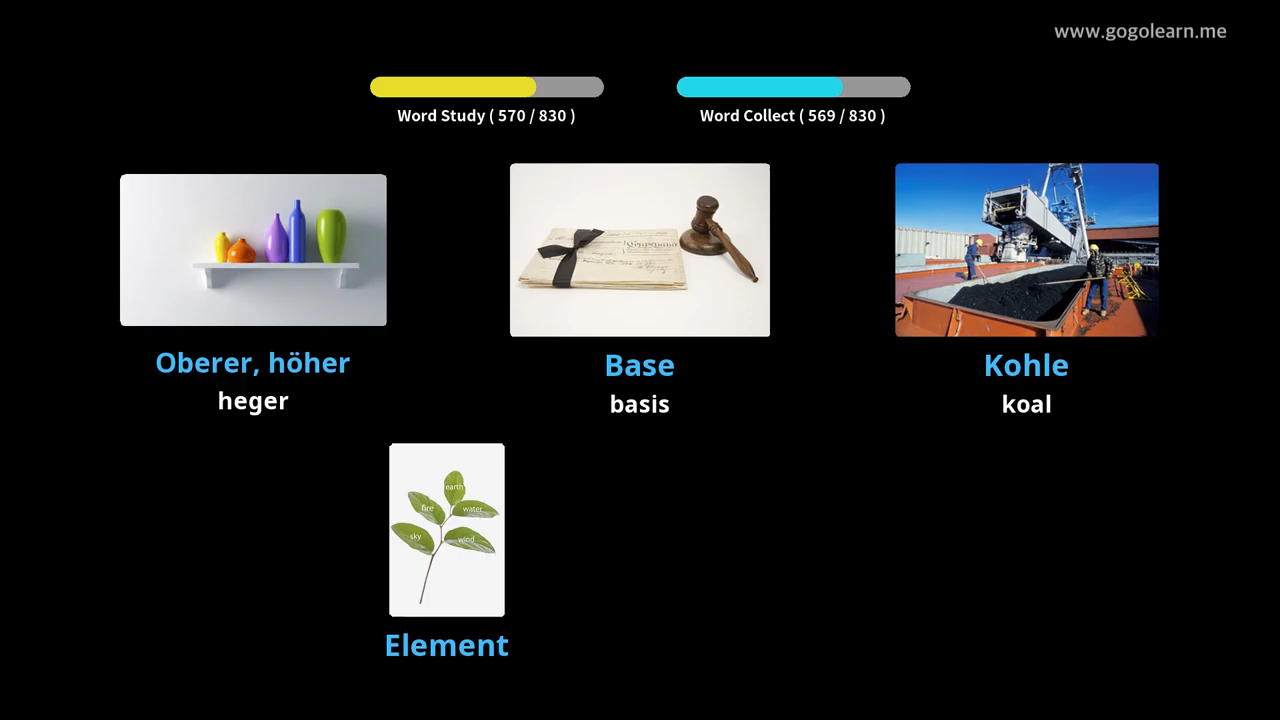 www.gogolearn.me
Word Study ( 570 / 830 )
Word Collect ( 569 / 830 )
Oberer, höher
heger
Base
basis
Kohle
koal
earth
fire
water
sky
wind
Element